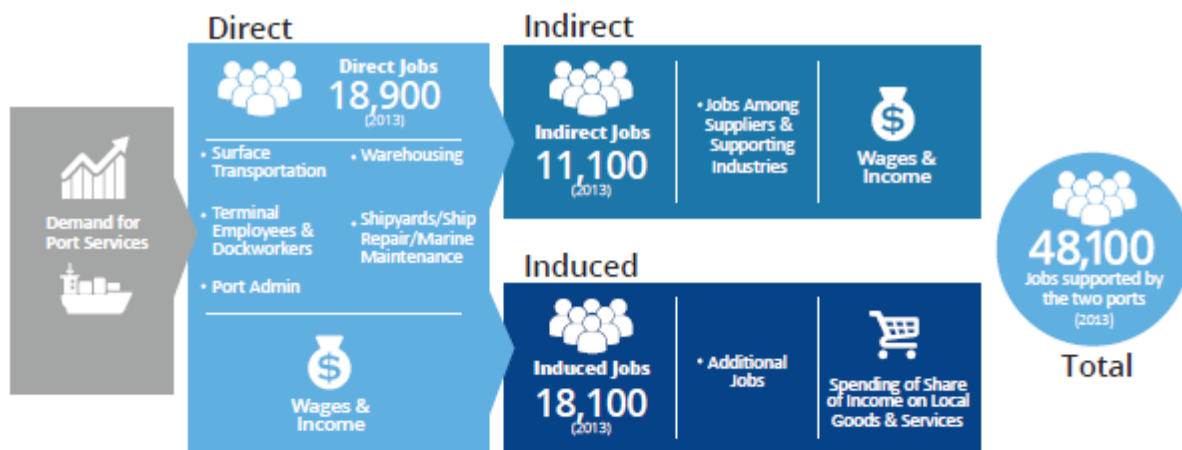 Demand for
Port Services
Direct
Direct Jobs
18,900
(2013)
• Surface
Transportation
• Warehousing
• Terminal
Employees &
Dockworkers
• Shipyards/Ship
Repair/Marine
Maintenance
• Port Admin
$
Wages &
Income
Indirect
Indirect Jobs
11,100
(2013)
• Jobs Among
Suppliers &
Supporting
Industries
$
Wages &
Income
Induced
Induced Jobs
18,100
(2013)
• Additional
Jobs
Spending of Share
of Income on Local
Goods & Services
48,100
Jobs supported by
the two ports
(2013)
Total